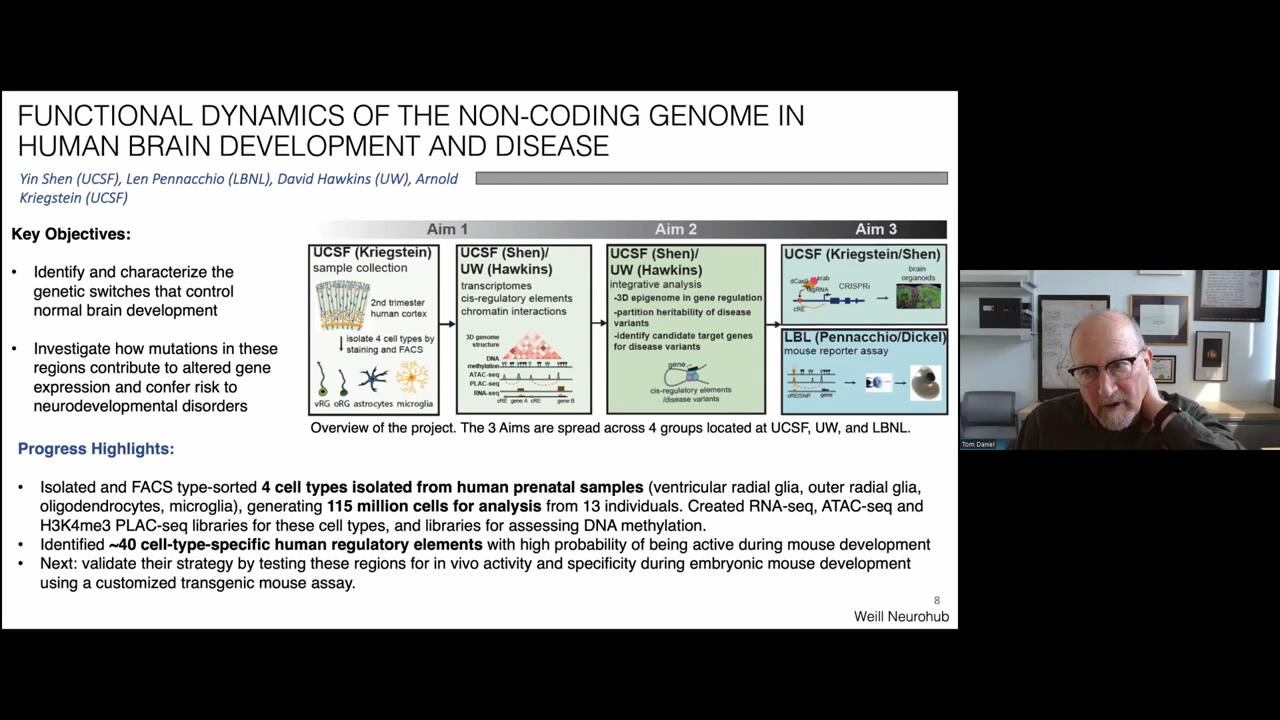 FUNCTIONAL DYNAMICS OF THE NON-CODING GENOME IN
HUMAN BRAIN DEVELOPMENT AND DISEASE
Yin Shen (UCSF), Len Pennacchio (LBNL), David Hawkins (UW), Arnold
Kriegstein (UCSF)
Key Objectives:
• Identify and characterize the
genetic switches that control
normal brain development
• Investigate how mutations in these
regions contribute to altered gene
expression and confer risk to
neurodevelopmental disorders
Aim 1
Aim 2
Aim 3
UCSF (Kriegstein)
sample collection
2nd trimester
human cortex
isolate 4 cell types by
staining and FACS
vRG oRG astrocytes microglia
UCSF (Shen)/
UW (Hawkins)
transcriptomes
cis-regulatory elements
chromatin interactions
3D genome
structure
DNA
methylation
ATAC-seq
PLAC-seq
RNA-seq
cRE gene A cRE gene B
UCSF (Shen)/
UW (Hawkins)
integrative analysis
-3D epigenome in gene regulation
-partition heritability of disease
variants
-identify candidate target genes
for disease variants
gene
cis-regulatory elements
/disease variants
UCSF (Kriegstein/Shen)
dCas9 krab
sgRNA
cRE
CRISPRi
brain
organoids
LBL (Pennacchio/Dickel)
mouse reporter assay
cRE/SNP gene
Overview of the project. The 3 Aims are spread across 4 groups located at UCSF, UW, and LBNL.
Progress Highlights:
• Isolated and FACS type-sorted 4 cell types isolated from human prenatal samples (ventricular radial glia, outer radial glia,
oligodendrocytes, microglia), generating 115 million cells for analysis from 13 individuals. Created RNA-seq, ATAC-seq and
H3K4me3 PLAC-seq libraries for these cell types, and libraries for assessing DNA methylation.
• Identified ~40 cell-type-specific human regulatory elements with high probability of being active during mouse development
• Next: validate their strategy by testing these regions for in vivo activity and specificity during embryonic mouse development
using a customized transgenic mouse assay.
8
Weill Neurohub
Tom Daniel